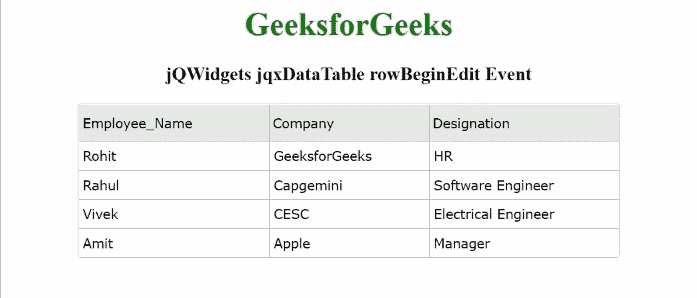 GeeksforGeeks
jQWidgets jqxDataTable rowBeginEdit Event
Employee_Name Company Designation
Rohit GeeksforGeeks HR
Rahul Capgemini Software Engineer
Vivek CESC Electrical Engineer
Amit Apple Manager